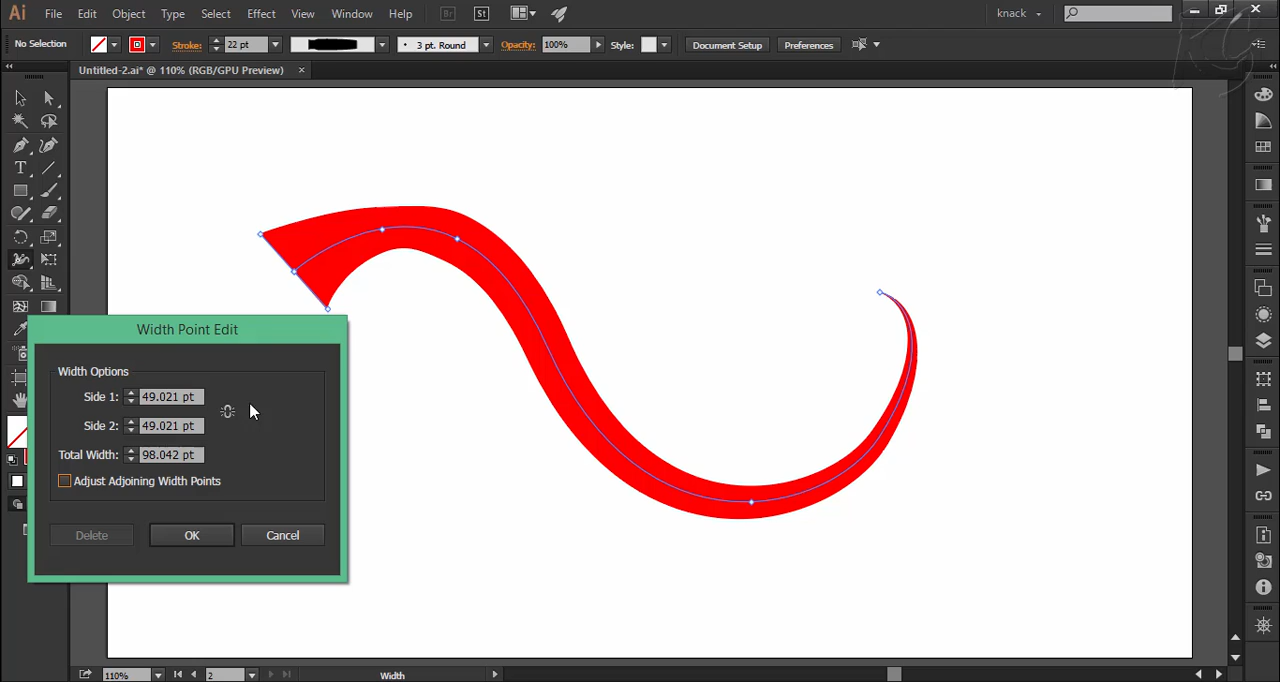 Ai File Edit Object Type Select Effect View Window Help Br St knack
No Selection Stroke: 22 pt • 3 pt. Round Opacity: 100% Style: Document Setup Preferences
Untitled-2.ai* @ 110% (RGB/GPU Preview) ×
T
Width Point Edit
Width Options
Side 1: 49.021 pt
Side 2: 49.021 pt
Total Width: 98.042 pt
Adjust Adjoining Width Points
Delete OK Cancel
110% 2 Width